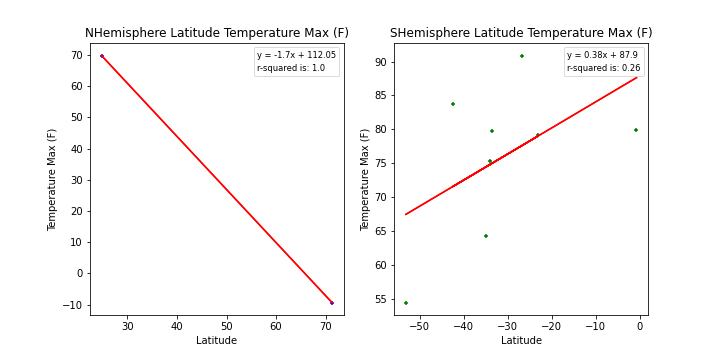 NHemisphere Latitude Temperature Max (F)
y = -1.7x + 112.05
r-squared is: 1.0
Temperature Max (F)
70
60
50
40
30
20
10
0
−10
30
40
50
60
70
Latitude
SHemisphere Latitude Temperature Max (F)
y = 0.38x + 87.9
r-squared is: 0.26
Temperature Max (F)
90
85
80
75
70
65
60
55
−50
−40
−30
−20
−10
0
Latitude